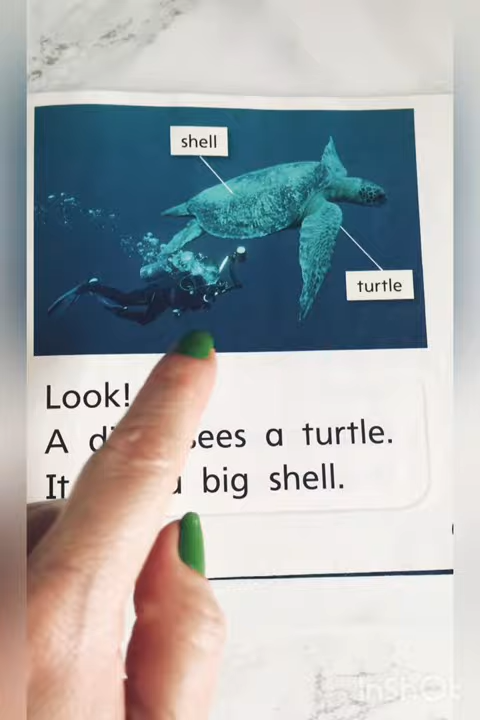 shell
turtle
Look!
A sees a turtle.
It big shell.
InShOt